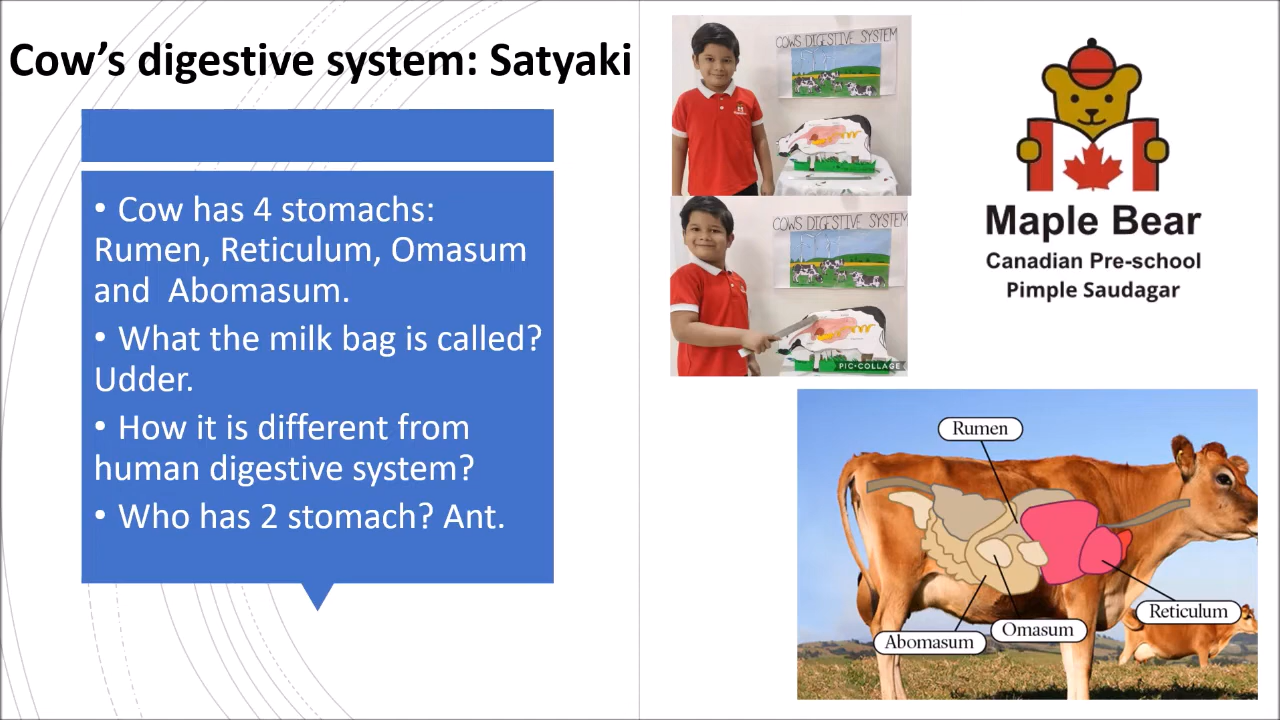 Cow’s digestive system: Satyaki
• Cow has 4 stomachs:
Rumen, Reticulum, Omasum
and  Abomasum.
• What the milk bag is called?
Udder.
• How it is different from
human digestive system?
• Who has 2 stomach? Ant.
COWS DIGESTIVE SYSTEM
COWS DIGESTIVE SYSTEM
PIC•COLLAGE
Maple Bear
Canadian Pre-school
Pimple Saudagar
Rumen
Reticulum
Omasum
Abomasum